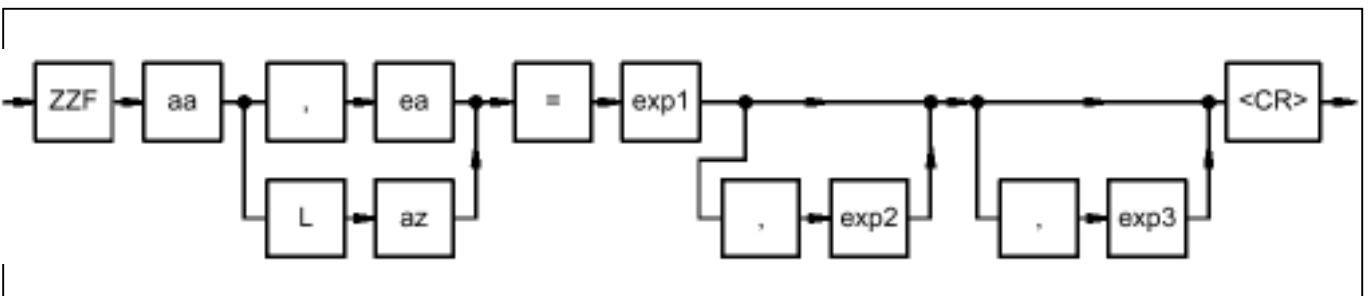 ZZF aa , ea = exp1 <CR>
L az , exp2 , exp3